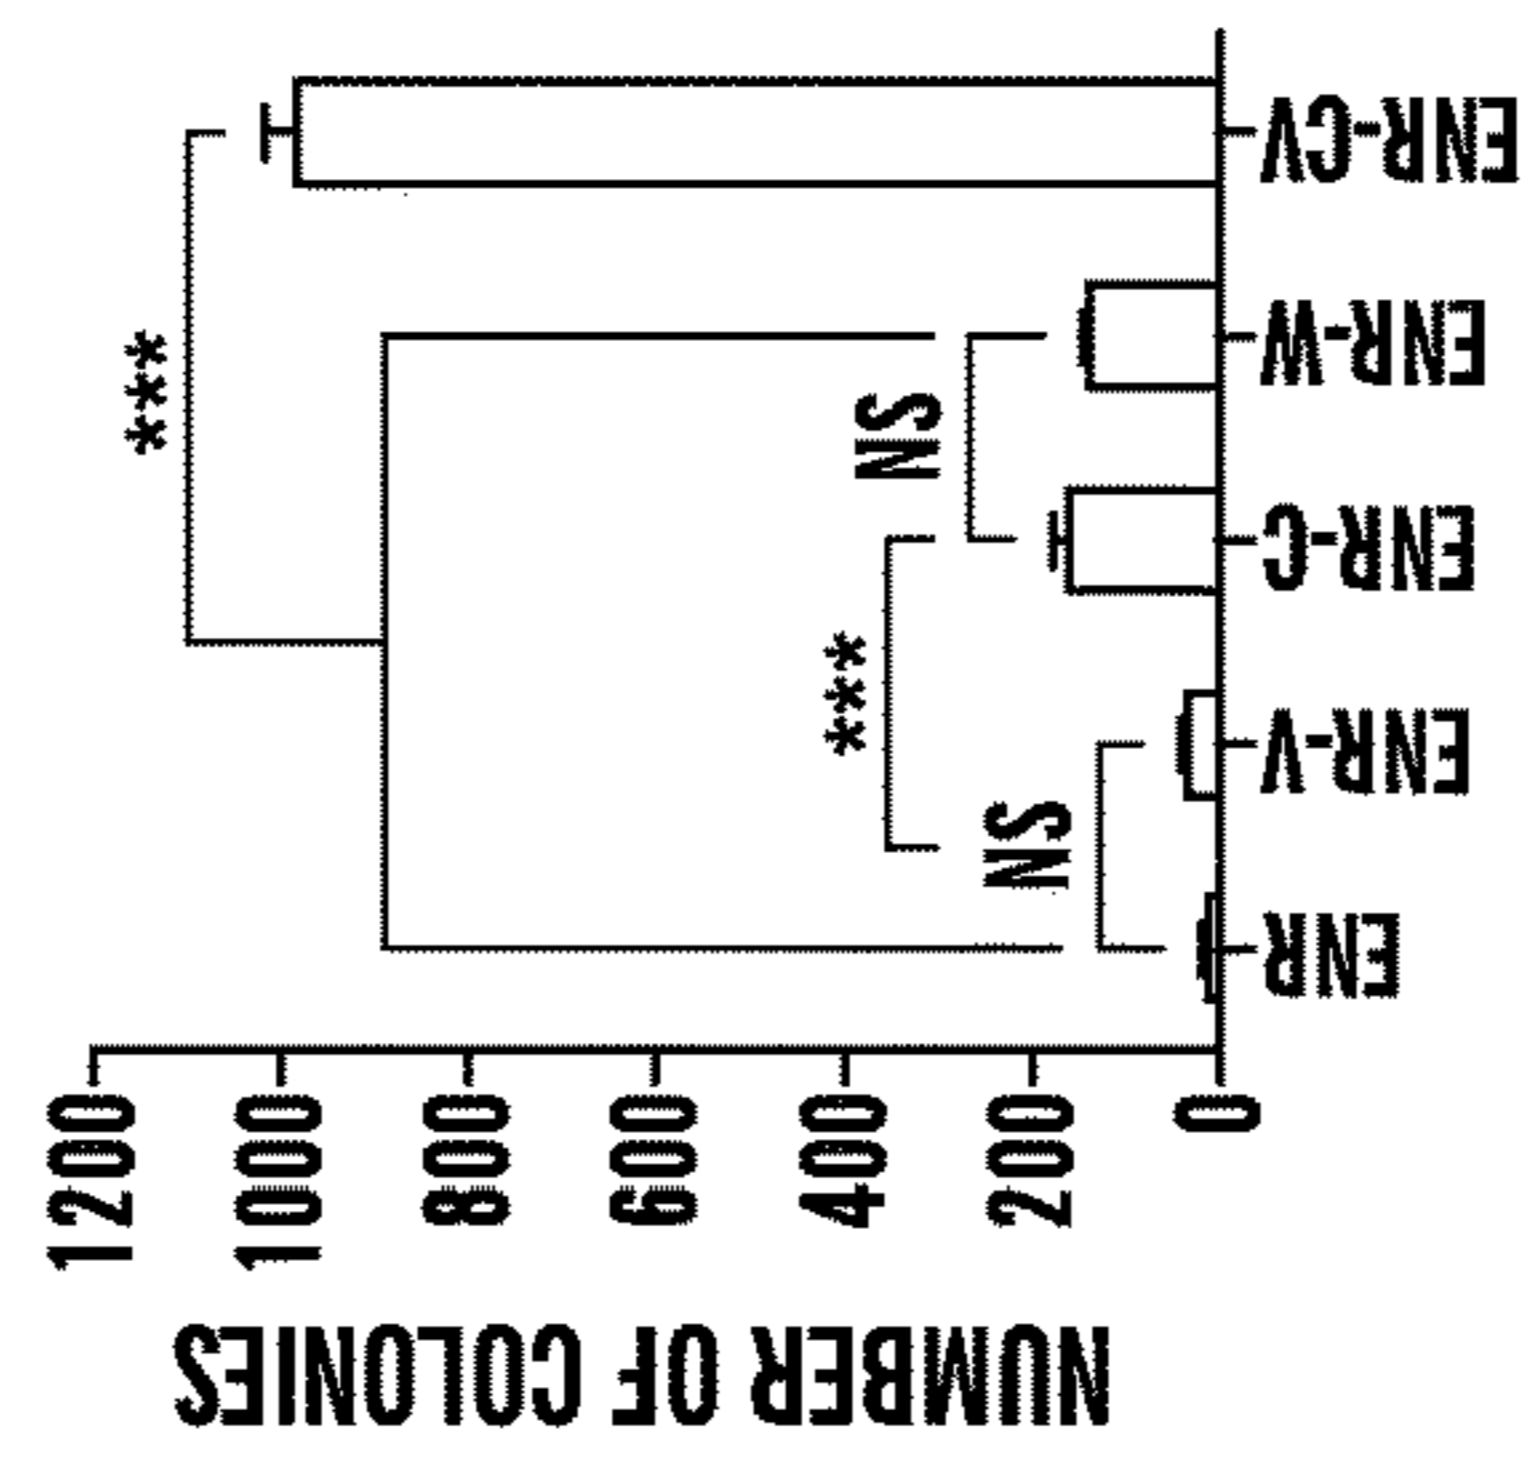 NUMBER OF COLONIES
1200
1000
800
600
400
200
0
***
***
NS
NS
ENR
ENR-V
ENR-C
ENR-W
ENR-CV